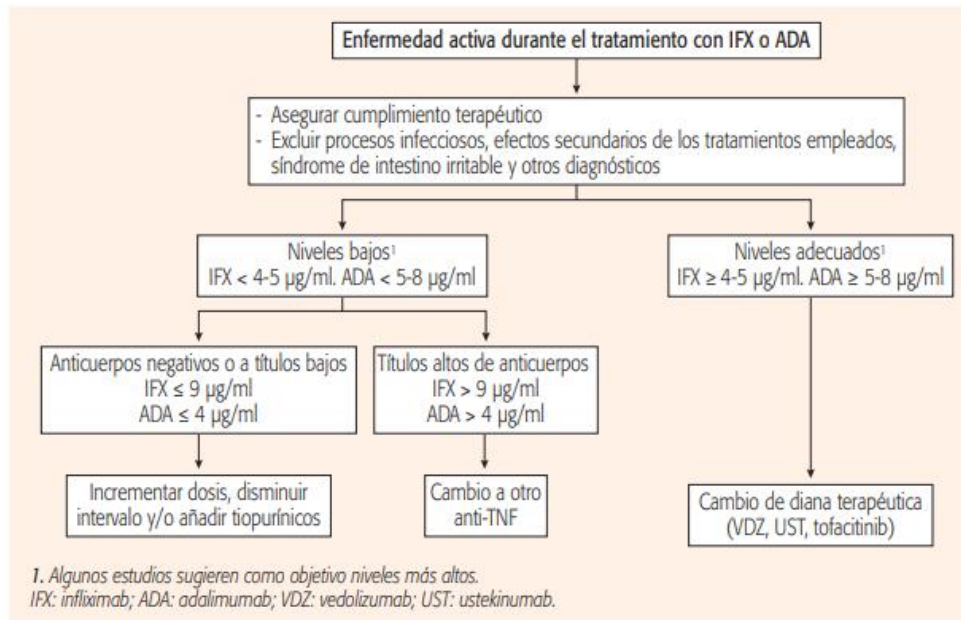 Enfermedad activa durante el tratamiento con IFX o ADA
- Asegurar cumplimiento terapéutico
- Excluir procesos infecciosos, efectos secundarios de los tratamientos empleados,
síndrome de intestino irritable y otros diagnósticos
Niveles bajos¹
IFX < 4-5 μg/ml. ADA < 5-8 μg/ml
Niveles adecuados¹
IFX ≥ 4-5 μg/ml. ADA ≥ 5-8 μg/ml
Anticuerpos negativos o a títulos bajos
IFX ≤ 9 μg/ml
ADA ≤ 4 μg/ml
Títulos altos de anticuerpos
IFX > 9 μg/ml
ADA > 4 μg/ml
Incrementar dosis, disminuir
intervalo y/o añadir tiopurínicos
Cambio a otro
anti-TNF
Cambio de diana terapéutica
(VDZ, UST, tofacitinib)
1. Algunos estudios sugieren como objetivo niveles más altos.
IFX: infliximab; ADA: adalimumab; VDZ: vedolizumab; UST: ustekinumab.